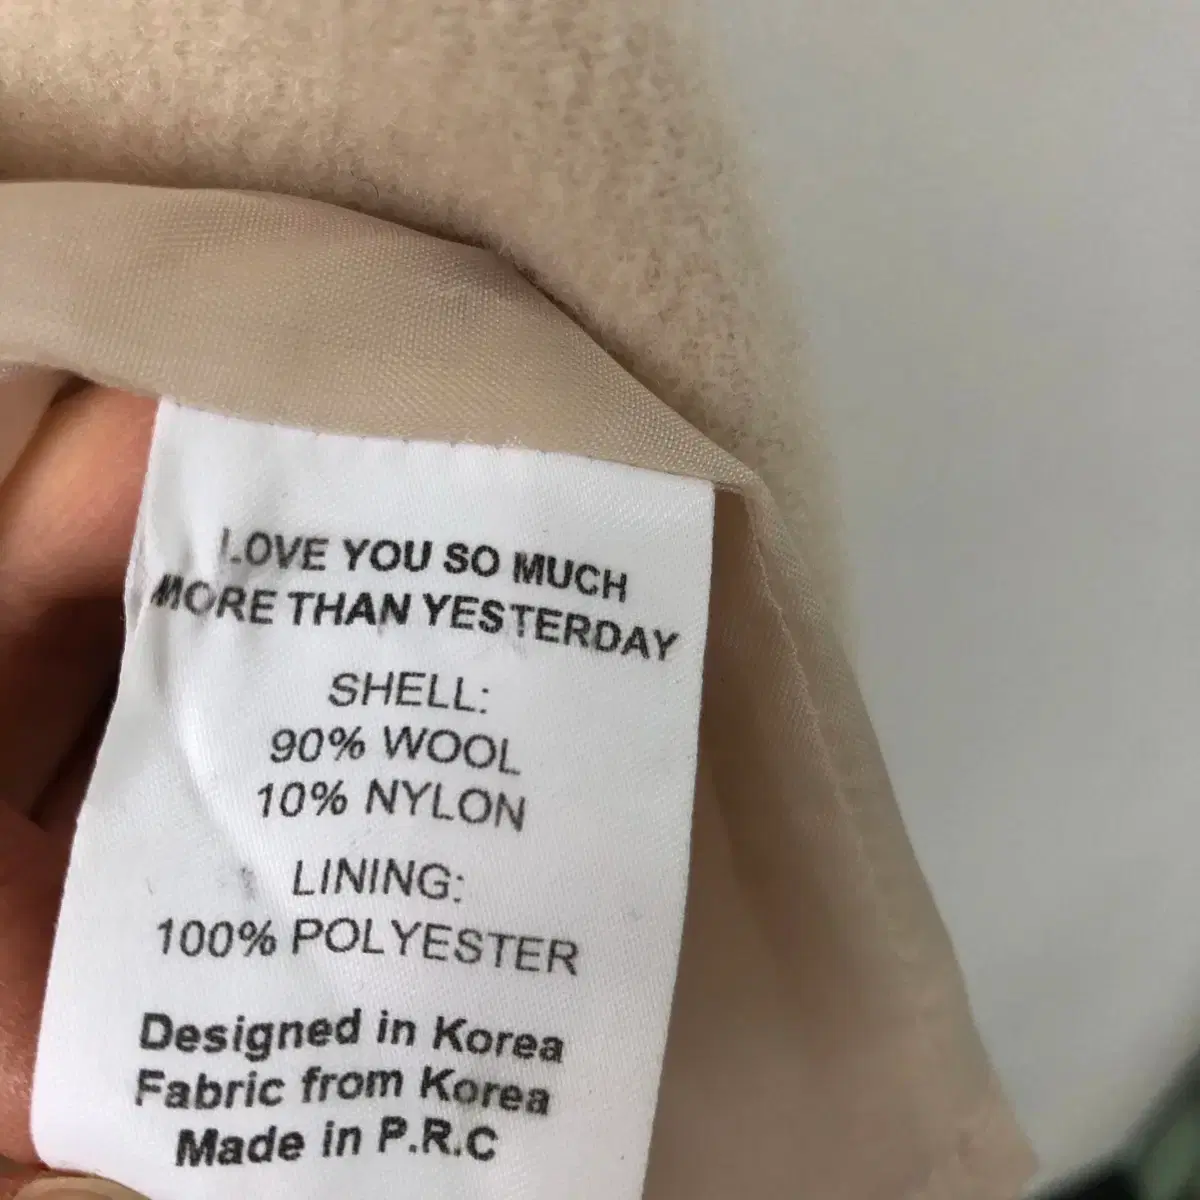 LOVE YOU SO MUCH
MORE THAN YESTERDAY
SHELL:
90% WOOL
10% NYLON
LINING:
100% POLYESTER
Designed in Korea
Fabric from Korea
Made in P.R.C